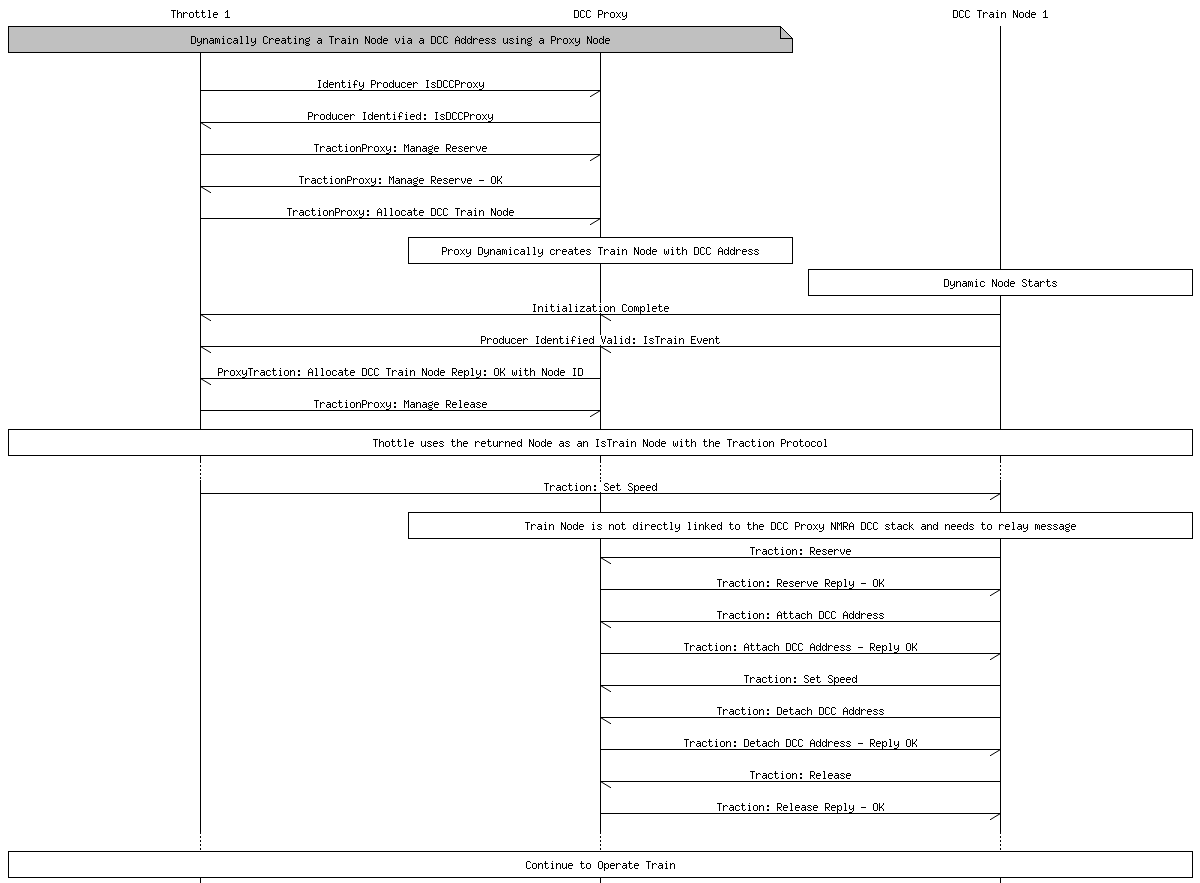 Throttle 1
DCC Proxy
DCC Train Node 1
Dynamically Creating a Train Node via a DCC Address using a Proxy Node
Identify Producer IsDCCProxy
Producer Identified: IsDCCProxy
TractionProxy: Manage Reserve
TractionProxy: Manage Reserve - OK
TractionProxy: Allocate DCC Train Node
Proxy Dynamically creates Train Node with DCC Address
Dynamic Node Starts
Initialization Complete
Producer Identified Valid: IsTrain Event
ProxyTraction: Allocate DCC Train Node Reply: OK with Node ID
TractionProxy: Manage Release
Thottle uses the returned Node as an IsTrain Node with the Traction Protocol
Traction: Set Speed
Train Node is not directly linked to the DCC Proxy NMRA DCC stack and needs to relay message
Traction: Reserve
Traction: Reserve Reply - OK
Traction: Attach DCC Address
Traction: Attach DCC Address - Reply OK
Traction: Set Speed
Traction: Detach DCC Address
Traction: Detach DCC Address - Reply OK
Traction: Release
Traction: Release Reply - OK
Continue to Operate Train